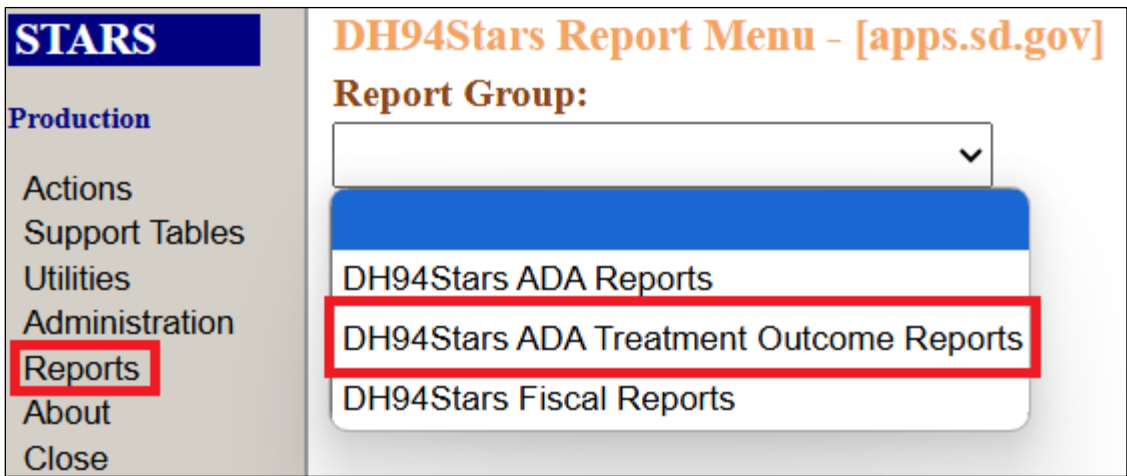 STARS
Production
Actions
Support Tables
Utilities
Administration
Reports
About
Close
DH94Stars Report Menu - [apps.sd.gov]
Report Group:
DH94Stars ADA Reports
DH94Stars ADA Treatment Outcome Reports
DH94Stars Fiscal Reports